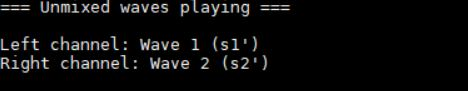 === Unmixed waves playing ===
Left channel: Wave 1 (s1')
Right channel: Wave 2 (s2')